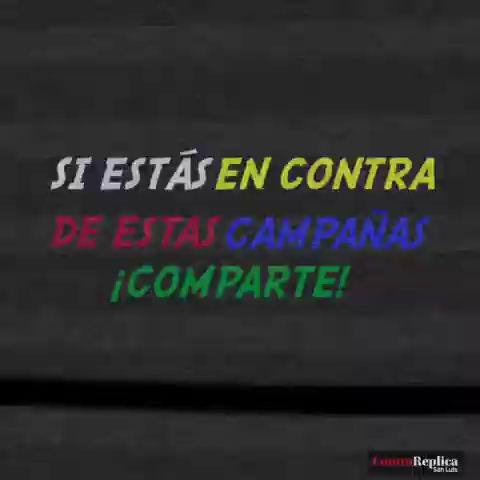 SI ESTÁS EN CONTRA
DE ESTAS CAMPAÑAS
¡COMPARTE!
ContraReplica
San Luis